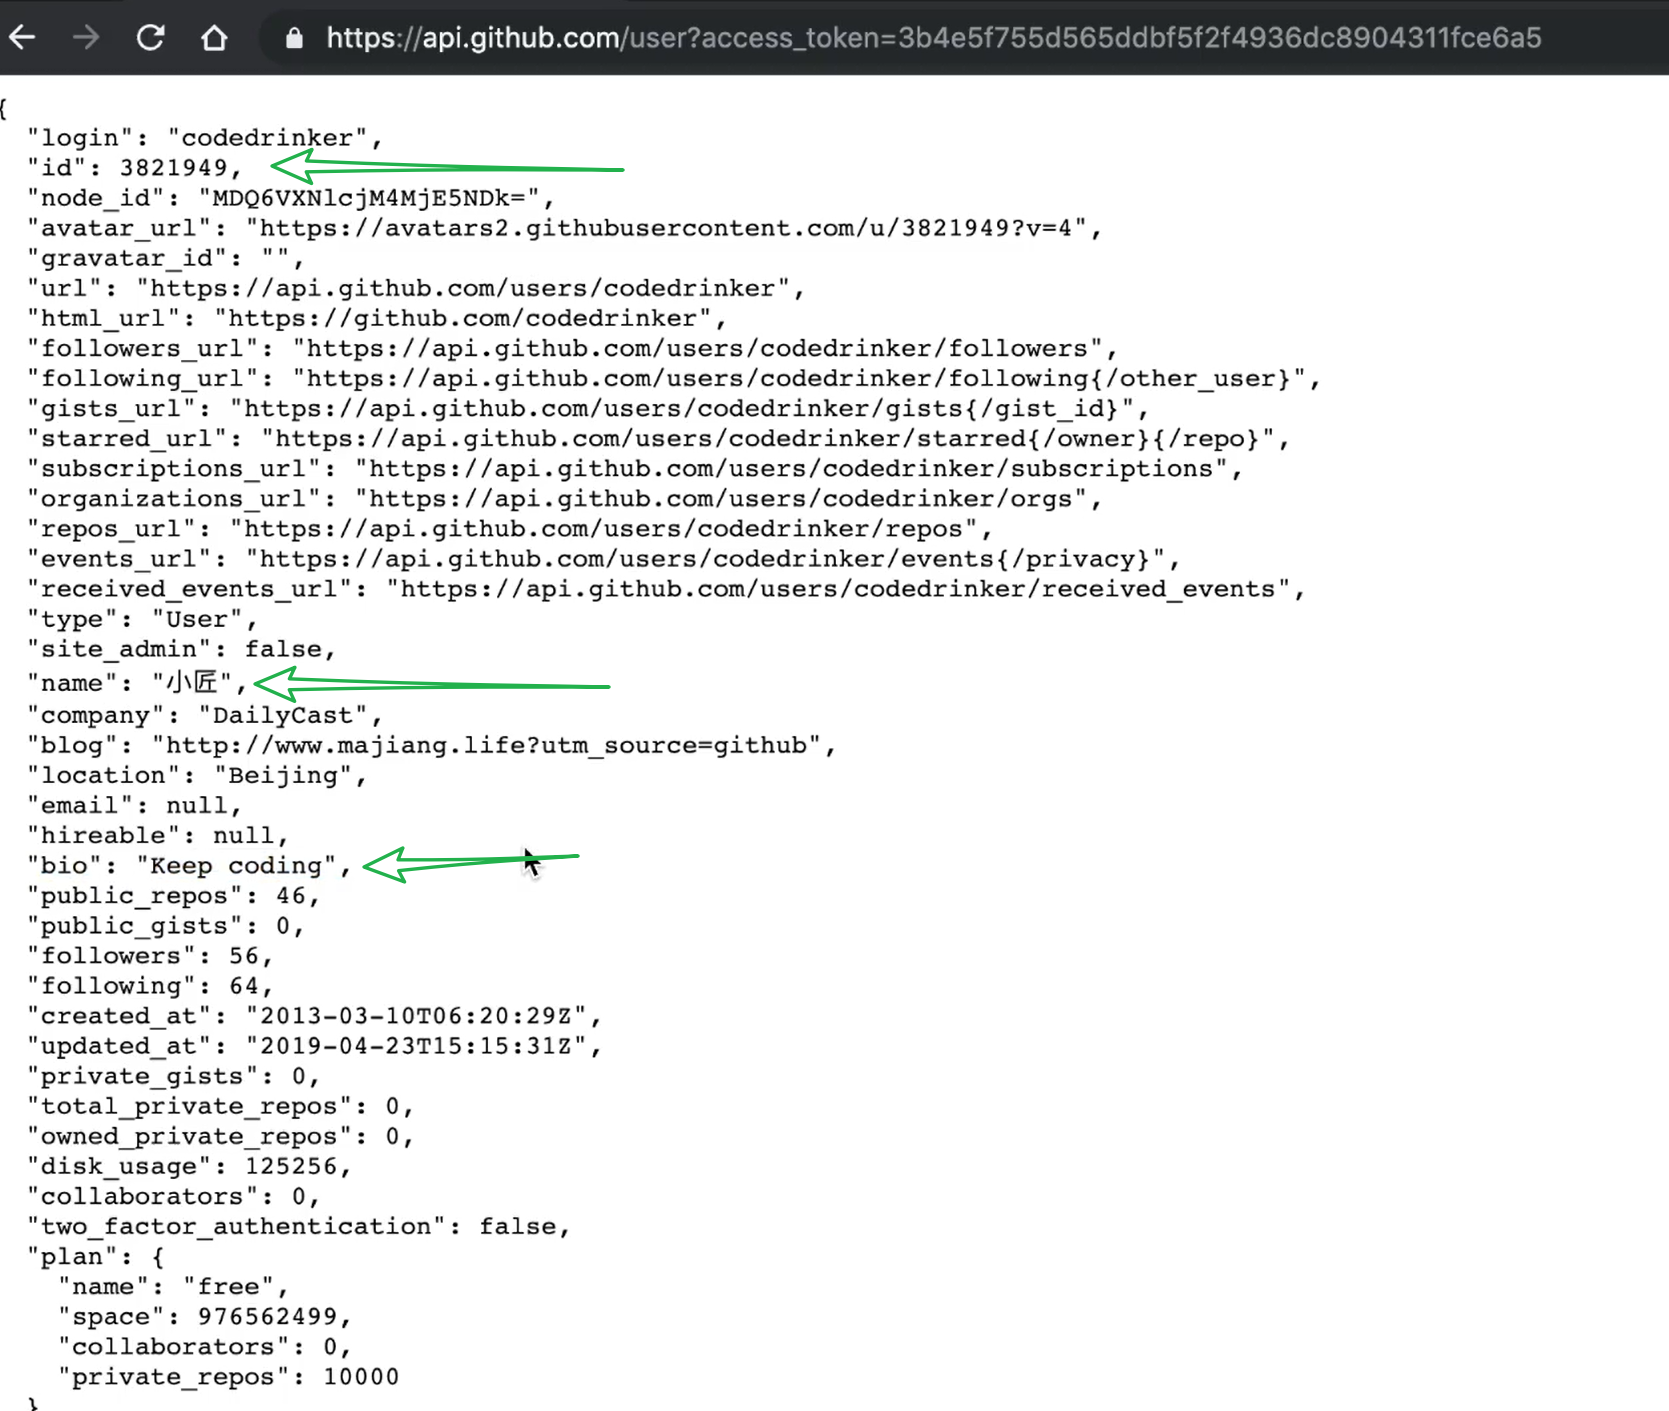 https://api.github.com/user?access_token=3b4e5f755d565ddbf5f2f4936dc8904311fce6a5
{
"login": "codedrinker",
"id": 3821949,
"node_id": "MDQ6VXNlcjM4MjE5NDk=",
"avatar_url": "https://avatars2.githubusercontent.com/u/3821949?v=4",
"gravatar_id": "",
"url": "https://api.github.com/users/codedrinker",
"html_url": "https://github.com/codedrinker",
"followers_url": "https://api.github.com/users/codedrinker/followers",
"following_url": "https://api.github.com/users/codedrinker/following{/other_user}",
"gists_url": "https://api.github.com/users/codedrinker/gists{/gist_id}",
"starred_url": "https://api.github.com/users/codedrinker/starred{/owner}{/repo}",
"subscriptions_url": "https://api.github.com/users/codedrinker/subscriptions",
"organizations_url": "https://api.github.com/users/codedrinker/orgs",
"repos_url": "https://api.github.com/users/codedrinker/repos",
"events_url": "https://api.github.com/users/codedrinker/events{/privacy}",
"received_events_url": "https://api.github.com/users/codedrinker/received_events",
"type": "User",
"site_admin": false,
"name": "小匠",
"company": "DailyCast",
"blog": "http://www.majiang.life?utm_source=github",
"location": "Beijing",
"email": null,
"hireable": null,
"bio": "Keep coding",
"public_repos": 46,
"public_gists": 0,
"followers": 56,
"following": 64,
"created_at": "2013-03-10T06:20:29Z",
"updated_at": "2019-04-23T15:15:31Z",
"private_gists": 0,
"total_private_repos": 0,
"owned_private_repos": 0,
"disk_usage": 125256,
"collaborators": 0,
"two_factor_authentication": false,
"plan": {
"name": "free",
"space": 976562499,
"collaborators": 0,
"private_repos": 10000
}